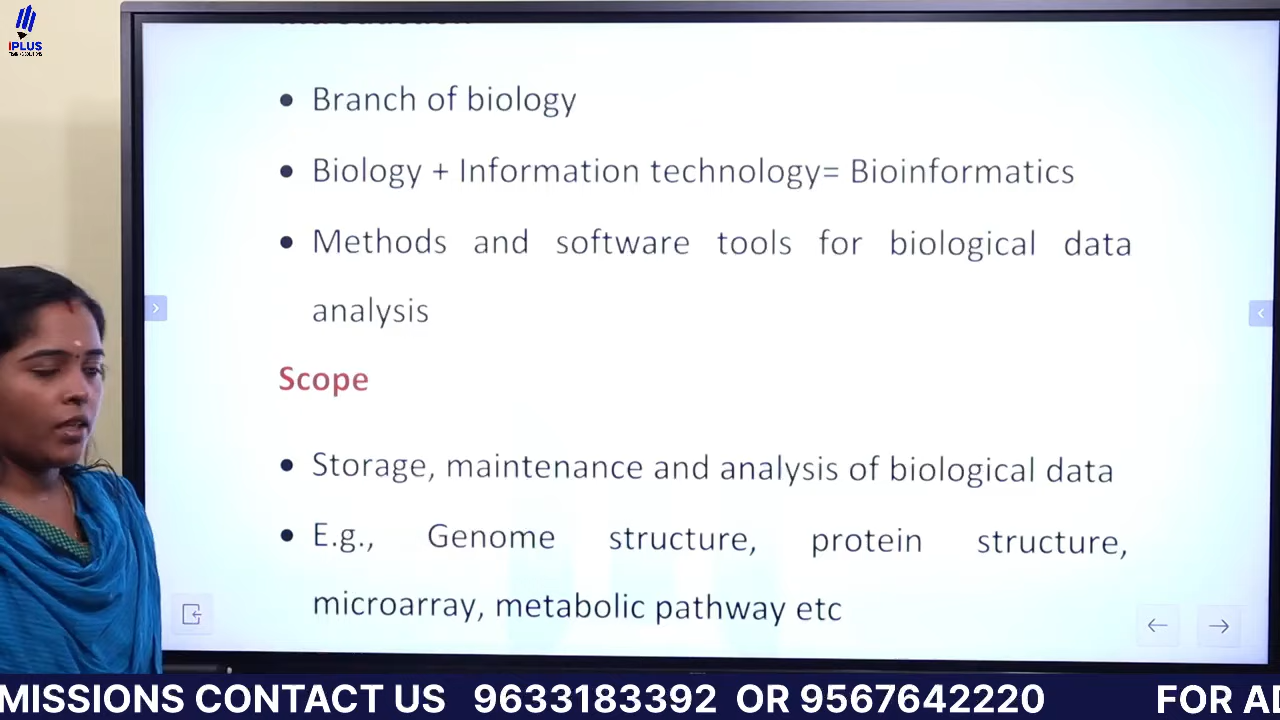 IPLUS
• Branch of biology
• Biology + Information technology= Bioinformatics
• Methods and software tools for biological data
analysis
Scope
• Storage, maintenance and analysis of biological data
• E.g., Genome structure, protein structure,
microarray, metabolic pathway etc
MISSIONS CONTACT US 9633183392 OR 9567642220 FOR AD